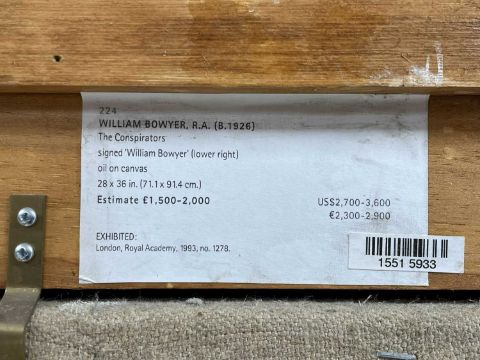 224
WILLIAM BOWYER, R.A. (B.1926)
The Conspirators
signed 'William Bowyer' (lower right)
oil on canvas
28 x 36 in. (71.1 x 91.4 cm.)
Estimate £1,500-2,000
US$2,700-3,600
€2,300-2,900
EXHIBITED:
London, Royal Academy, 1993, no. 1278.
1551 5933